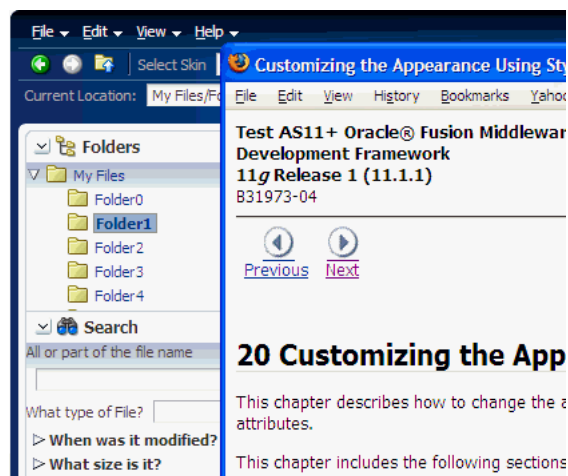 File Edit View Help
Select Skin
Current Location: My Files/Fo
Folders
My Files
Folder0
Folder1
Folder2
Folder3
Folder4
Search
All or part of the file name
What type of File?
When was it modified?
What size is it?
Customizing the Appearance Using Sty
File Edit View History Bookmarks Yahoo
Test AS11+ Oracle® Fusion Middlewar
Development Framework
11g Release 1 (11.1.1)
B31973-04
Previous Next
20 Customizing the App
This chapter describes how to change the a
attributes.
This chapter includes the following sections